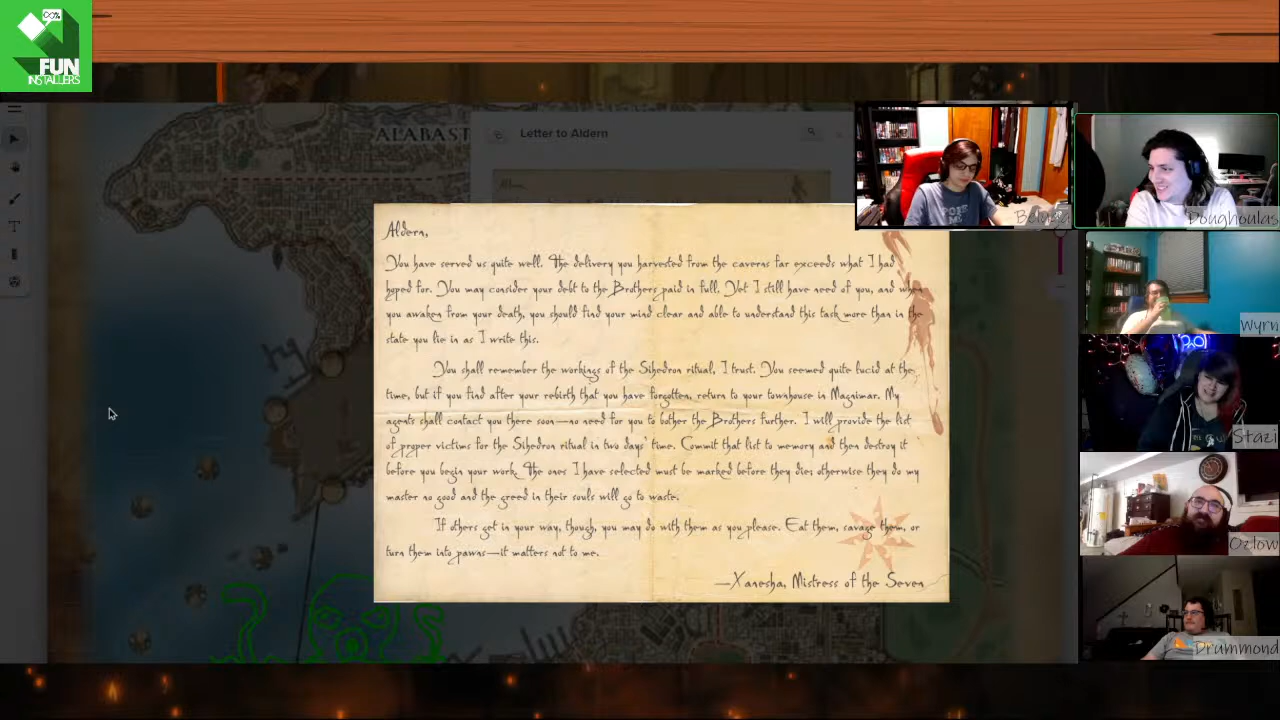 ∞%
FUN
INSTALLERS
ALABAST
Letter to Aldern
Aldern,
Aldern,
You have served us quite well. The delivery you harvested from the caverns far exceeds what I had
hoped for. You may consider your debt to the Brothers paid in full. Yet I still have need of you, and when
you awaken from your death, you should find your mind clear and able to understand this task more than in the
state you lie in as I write this.
You shall remember the workings of the Sihedron ritual, I trust. You seemed quite lucid at the
time, but if you find after your rebirth that you have forgotten, return to your townhouse in Magnimar. My
agents shall contact you there soon—no need for you to bother the Brothers further. I will provide the list
of proper victims for the Sihedron ritual in two days' time. Commit that list to memory and then destroy it
before you begin your work. The ones I have selected must be marked before they die; otherwise they do my
master no good and the greed in their souls will go to waste.
If others get in your way, though, you may do with them as you please. Eat them, savage them, or
turn them into pawns—it matters not to me.
—Xanesha, Mistress of the Seven
Doughoulas
Wyrn
Stazi
Ozlow
Drummond